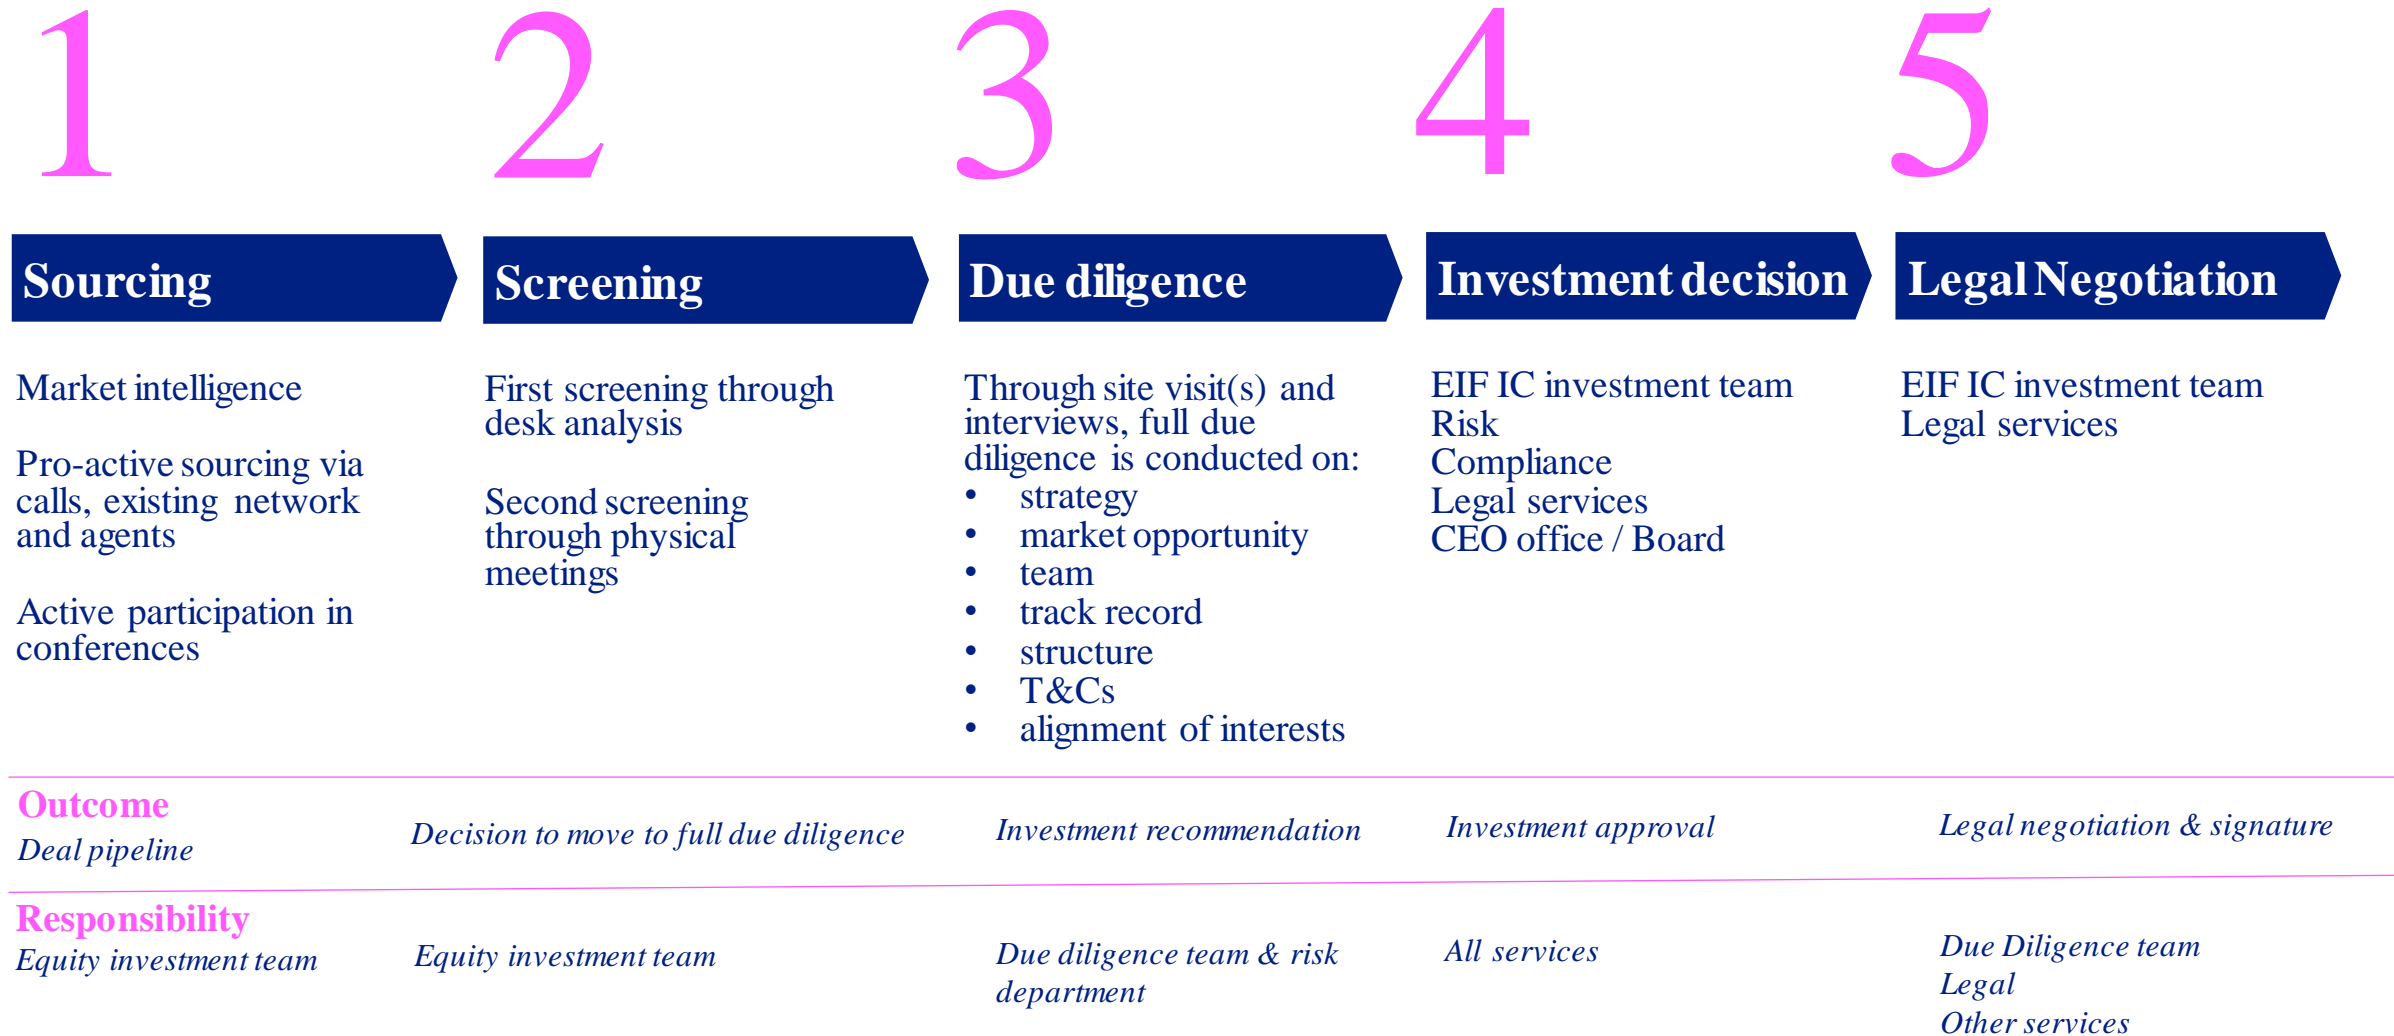 1
2
3
4
5
Sourcing
Screening
Due diligence
Investment decision
Legal Negotiation
Market intelligence
Pro-active sourcing via
calls, existing network
and agents
Active participation in
conferences
First screening through
desk analysis
Second screening
through physical
meetings
Through site visit(s) and
interviews, full due
diligence is conducted on:
• strategy
• market opportunity
• team
• track record
• structure
• T&Cs
• alignment of interests
EIF IC investment team
Risk
Compliance
Legal services
CEO office / Board
EIF IC investment team
Legal services
Outcome
Deal pipeline
Decision to move to full due diligence
Investment recommendation
Investment approval
Legal negotiation & signature
Responsibility
Equity investment team
Equity investment team
Due diligence team & risk
department
All services
Due Diligence team
Legal
Other services